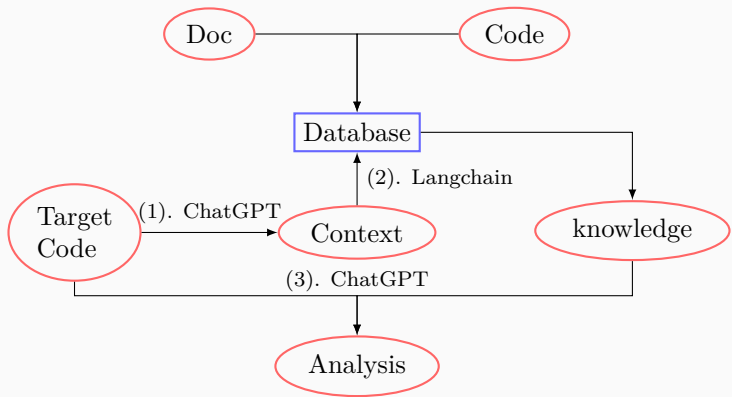 Doc
Code
Database
(2). Langchain
(1). ChatGPT
Target
Code
Context
knowledge
(3). ChatGPT
Analysis